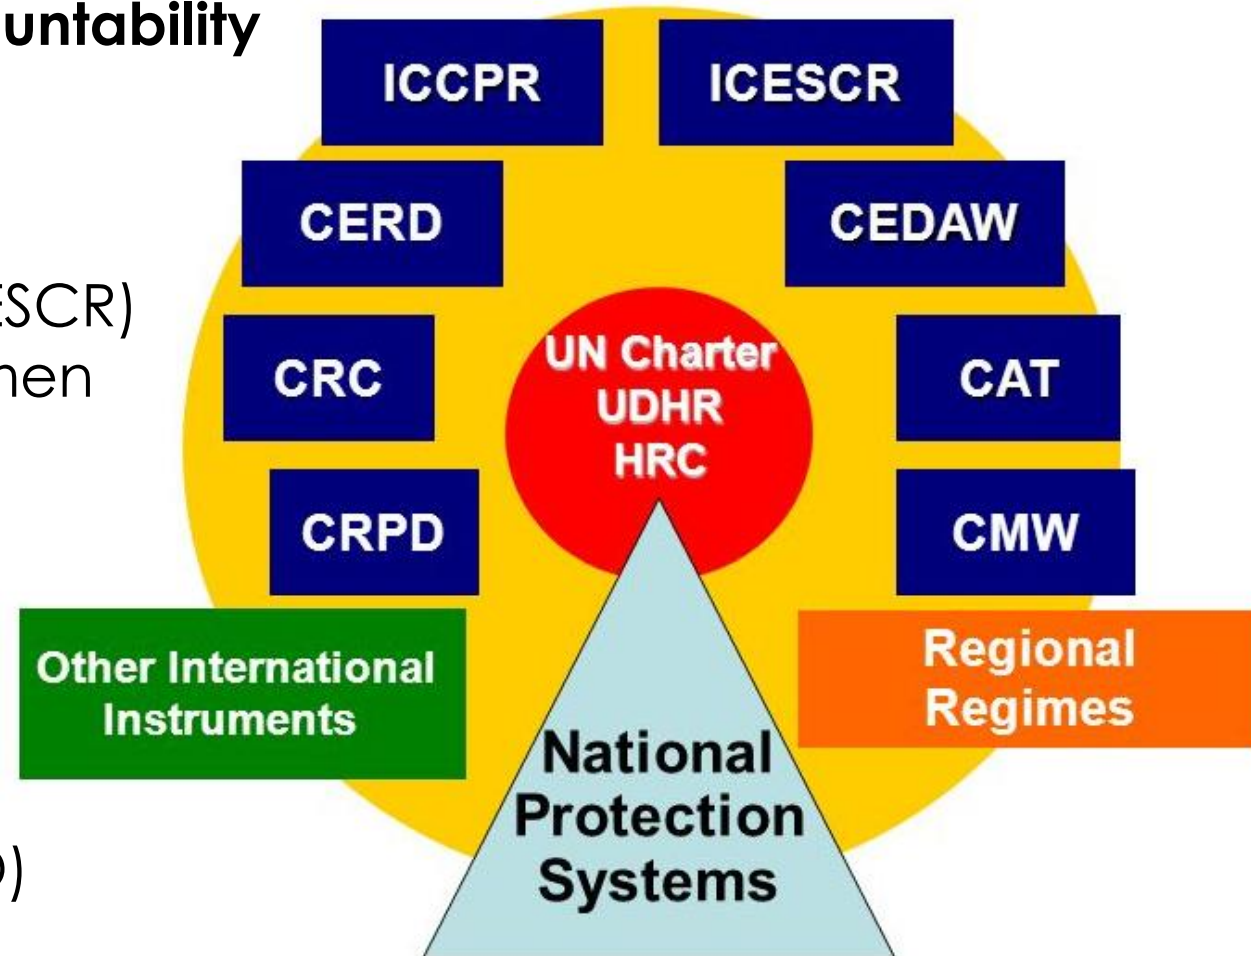 untability
ICCPR
ICESCR
CERD
CEDAW
ESCR)
men
CRC
UN Charter
UDHR
HRC
CAT
CRPD
CMW
Other International
Instruments
Regional
Regimes
National
Protection
Systems
)